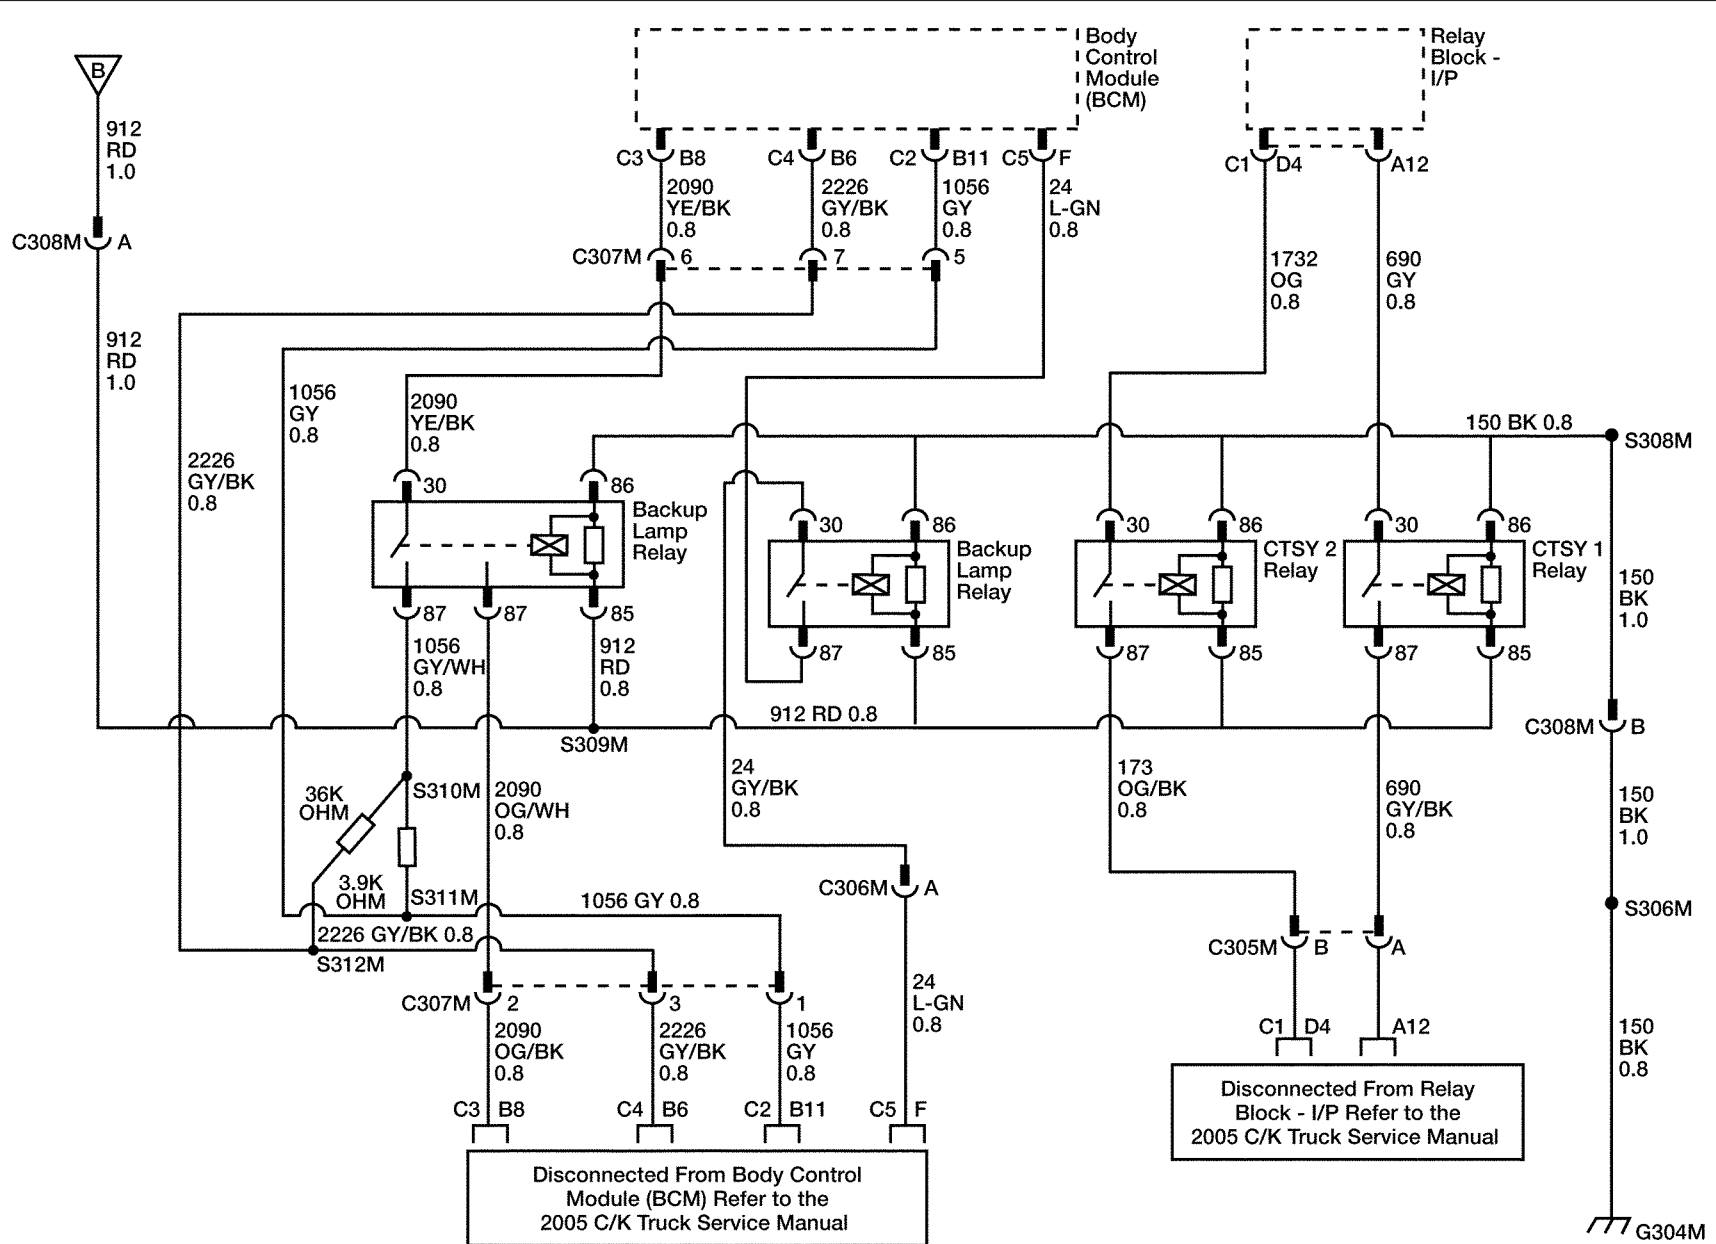 B
912
RD
1.0
C308M
A
912
RD
1.0
Body
Control
Module
(BCM)
Relay
Block -
I/P
C3 B8
C4 B6
C2 B11
C5 F
C1 D4
A12
2090
YE/BK
0.8
2226
GY/BK
0.8
1056
GY
0.8
24
L-GN
0.8
C307M 6
7
5
1732
OG
0.8
690
GY
0.8
1056
GY
0.8
2090
YE/BK
0.8
2226
GY/BK
0.8
150 BK 0.8
S308M
30
86
Backup
Lamp
Relay
87
87
85
30
86
Backup
Lamp
Relay
87
85
30
86
CTSY 2
Relay
87
85
30
86
CTSY 1
Relay
87
85
150
BK
1.0
1056
GY/WH
0.8
912
RD
0.8
912 RD 0.8
S309M
C308M B
S310M
36K
OHM
2090
OG/WH
0.8
24
GY/BK
0.8
173
OG/BK
0.8
690
GY/BK
0.8
150
BK
1.0
3.9K
OHM
S311M
1056 GY 0.8
C306M A
S306M
2226 GY/BK 0.8
S312M
C305M B
A
C307M 2
3
1
2090
OG/BK
0.8
2226
GY/BK
0.8
1056
GY
0.8
24
L-GN
0.8
C1 D4
A12
150
BK
0.8
C3 B8
C4 B6
C2 B11
C5 F
Disconnected From Relay
Block - I/P Refer to the
2005 C/K Truck Service Manual
Disconnected From Body Control
Module (BCM) Refer to the
2005 C/K Truck Service Manual
G304M